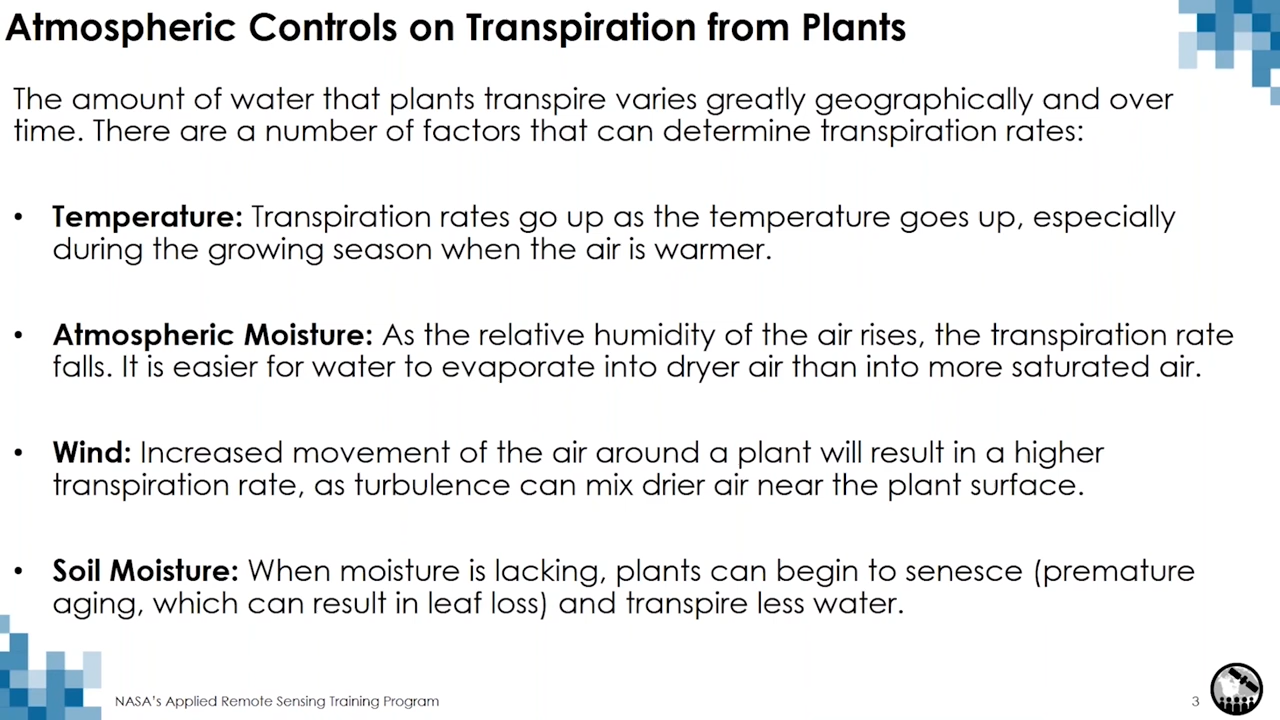 Atmospheric Controls on Transpiration from Plants
The amount of water that plants transpire varies greatly geographically and over
time. There are a number of factors that can determine transpiration rates:
• Temperature: Transpiration rates go up as the temperature goes up, especially
during the growing season when the air is warmer.
• Atmospheric Moisture: As the relative humidity of the air rises, the transpiration rate
falls. It is easier for water to evaporate into dryer air than into more saturated air.
• Wind: Increased movement of the air around a plant will result in a higher
transpiration rate, as turbulence can mix drier air near the plant surface.
• Soil Moisture: When moisture is lacking, plants can begin to senesce (premature
aging, which can result in leaf loss) and transpire less water.
NASA's Applied Remote Sensing Training Program
3